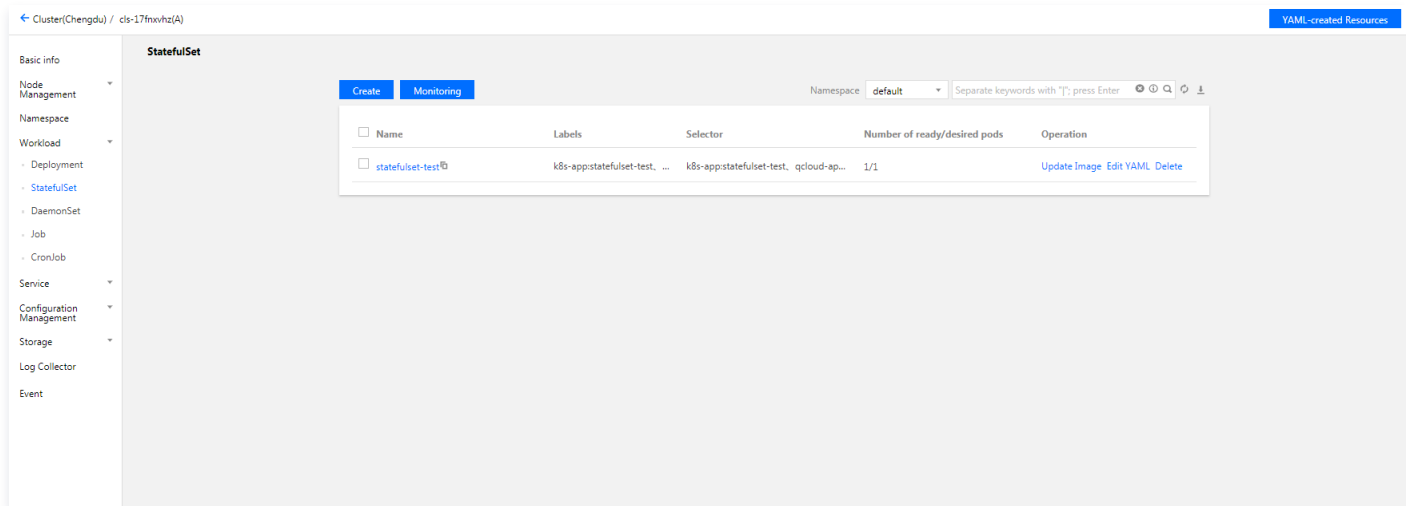 Cluster(Chengdu) / cls-17fnxvhz(A)
YAML-created Resources
StatefulSet
Basic info
Node
Management
Namespace
Workload
Deployment
StatefulSet
DaemonSet
Job
CronJob
Service
Configuration
Management
Storage
Log Collector
Event
Create Monitoring Namespace default Separate keywords with "|"; press Enter
Name Labels Selector Number of ready/desired pods Operation
statefulset-test k8s-app:statefulset-test、... k8s-app:statefulset-test、qcloud-ap... 1/1 Update Image Edit YAML Delete